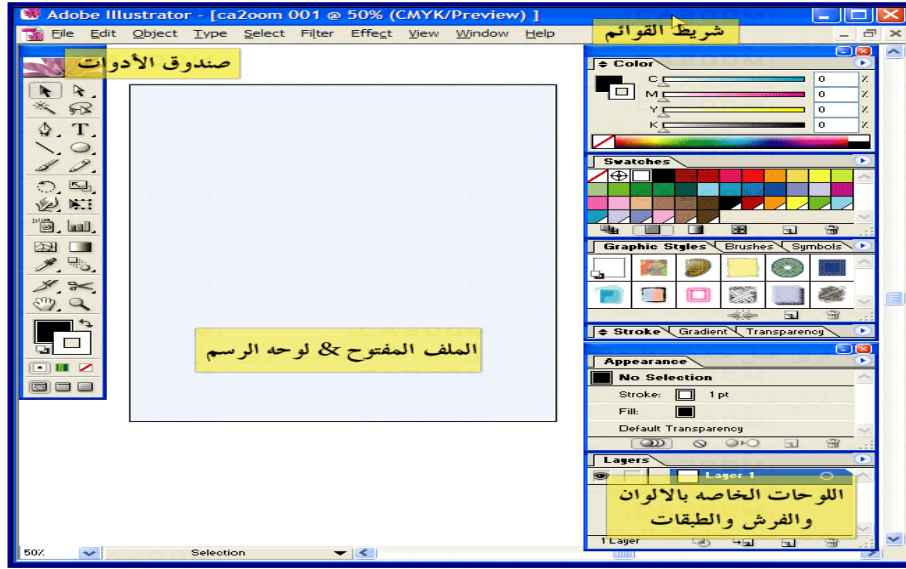 Adobe Illustrator - [ca2oom 001 @ 50% (CMYK/Preview) ]
File Edit Object Type Select Filter Effect View Window Help
شريط القوائم
صندوق الأدوات
Color
C 0 %
M 0 %
Y 0 %
K 0 %
Swatches
Graphic Styles Brushes Symbols
Stroke Gradient Transparency
الملف المفتوح & لوحه الرسم
Appearance
No Selection
Stroke: 1 pt
Fill:
Default Transparency
Layers
Layer 1
اللوحات الخاصه بالالوان
والفرش والطبقات
1 Layer
50% Selection